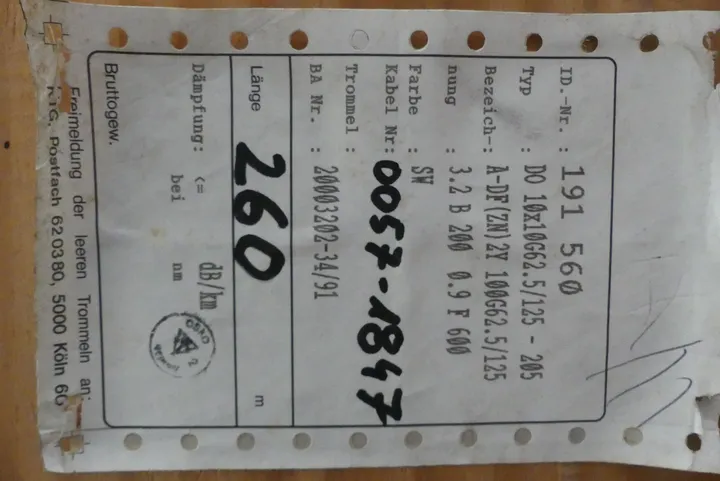 ID.-Nr. : 191 560
Typ : DO 10x10G62.5/125 - 205
Bezeich-: A-DF(ZN)2Y 100G62.5/125
nung : 3.2 B 200 0.9 F 600
Farbe : SW
Kabel Nr: 0057-1847
Trommel :
BA Nr. : 20003202-34/91
Länge 260 m
Dämpfung: <= dB/km
bei nm
Bruttogew.
Freimeldung der leeren Trommeln an:
KTG. Postfach 620380, 5000 Köln 60